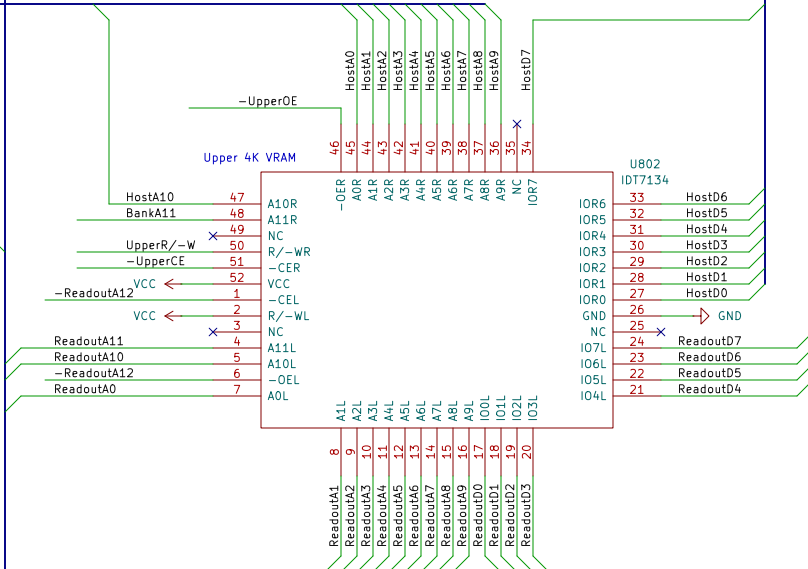 HostA0 HostA1 HostA2 HostA3 HostA4 HostA5 HostA6 HostA7 HostA8 HostA9 HostD7
-UpperOE
46 45 44 43 42 41 40 39 38 37 36 35 34
Upper 4K VRAM
U802
IDT7134
-OER A0R A1R A2R A3R A4R A5R A6R A7R A8R A9R NC IOR7
HostA10 47 A10R
BankA11 48 A11R
49 NC
UpperR/-W 50 R/-WR
-UpperCE 51 -CER
VCC 52 VCC
-ReadoutA12 1 -CEL
VCC 2 R/-WL
3 NC
ReadoutA11 4 A11L
ReadoutA10 5 A10L
-ReadoutA12 6 -OEL
ReadoutA0 7 A0L
IOR6 33 HostD6
IOR5 32 HostD5
IOR4 31 HostD4
IOR3 30 HostD3
IOR2 29 HostD2
IOR1 28 HostD1
IOR0 27 HostD0
GND 26 GND
NC 25
IO7L 24 ReadoutD7
IO6L 23 ReadoutD6
IO5L 22 ReadoutD5
IO4L 21 ReadoutD4
A1L A2L A3L A4L A5L A6L A7L A8L A9L IO0L IO1L IO2L IO3L
8 9 10 11 12 13 14 15 16 17 18 19 20
ReadoutA1 ReadoutA2 ReadoutA3 ReadoutA4 ReadoutA5 ReadoutA6 ReadoutA7 ReadoutA8 ReadoutA9 ReadoutD0 ReadoutD1 ReadoutD2 ReadoutD3